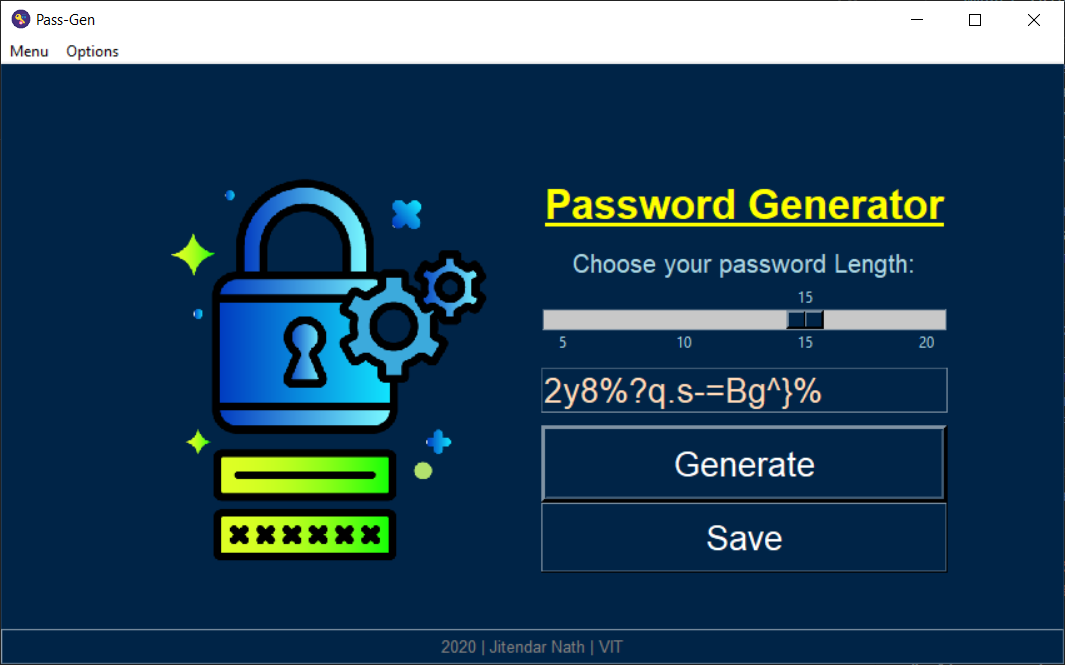 Pass-Gen
Menu Options
Password Generator
Choose your password Length:
15
5 10 15 20
2y8%?q.s-=Bg^}%
Generate
Save
2020 | Jitendar Nath | VIT